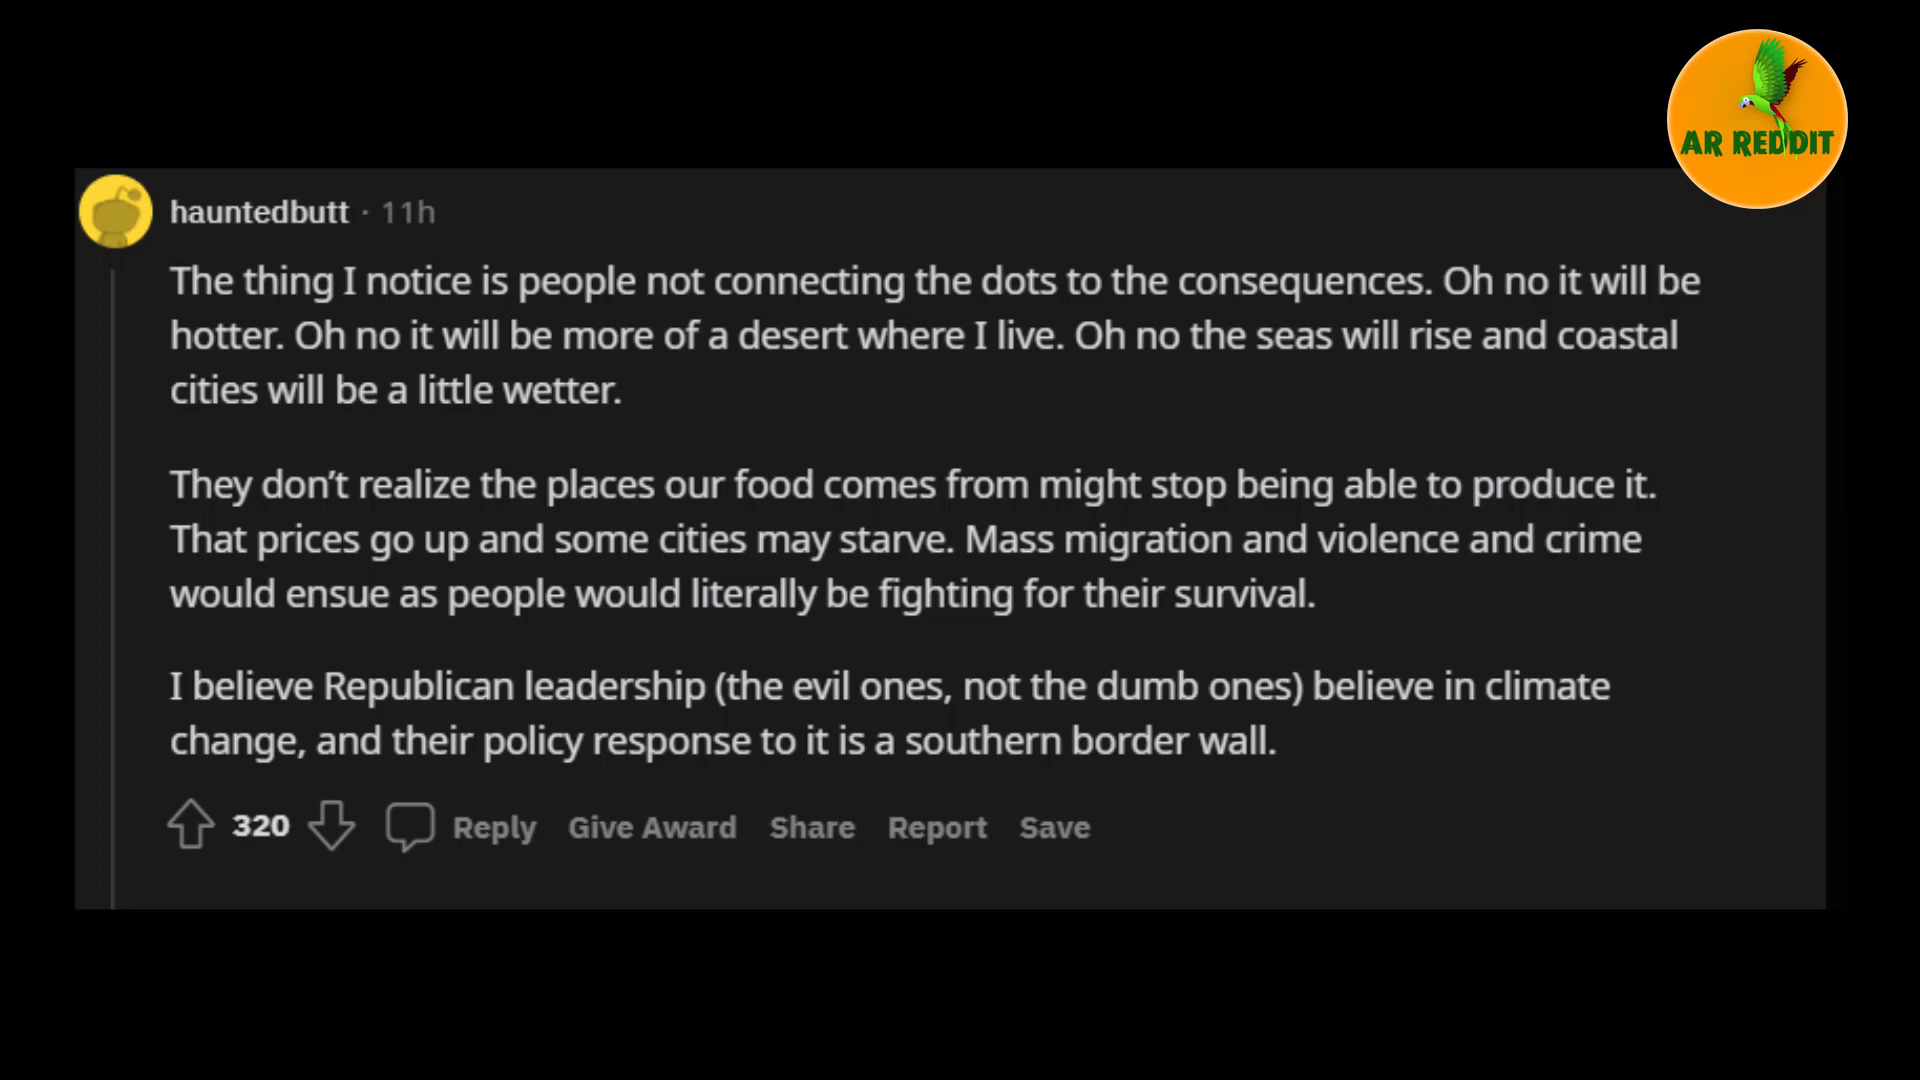 AR REDDIT
hauntedbutt · 11h
The thing I notice is people not connecting the dots to the consequences. Oh no it will be
hotter. Oh no it will be more of a desert where I live. Oh no the seas will rise and coastal
cities will be a little wetter.
They don’t realize the places our food comes from might stop being able to produce it.
That prices go up and some cities may starve. Mass migration and violence and crime
would ensue as people would literally be fighting for their survival.
I believe Republican leadership (the evil ones, not the dumb ones) believe in climate
change, and their policy response to it is a southern border wall.
320 Reply Give Award Share Report Save